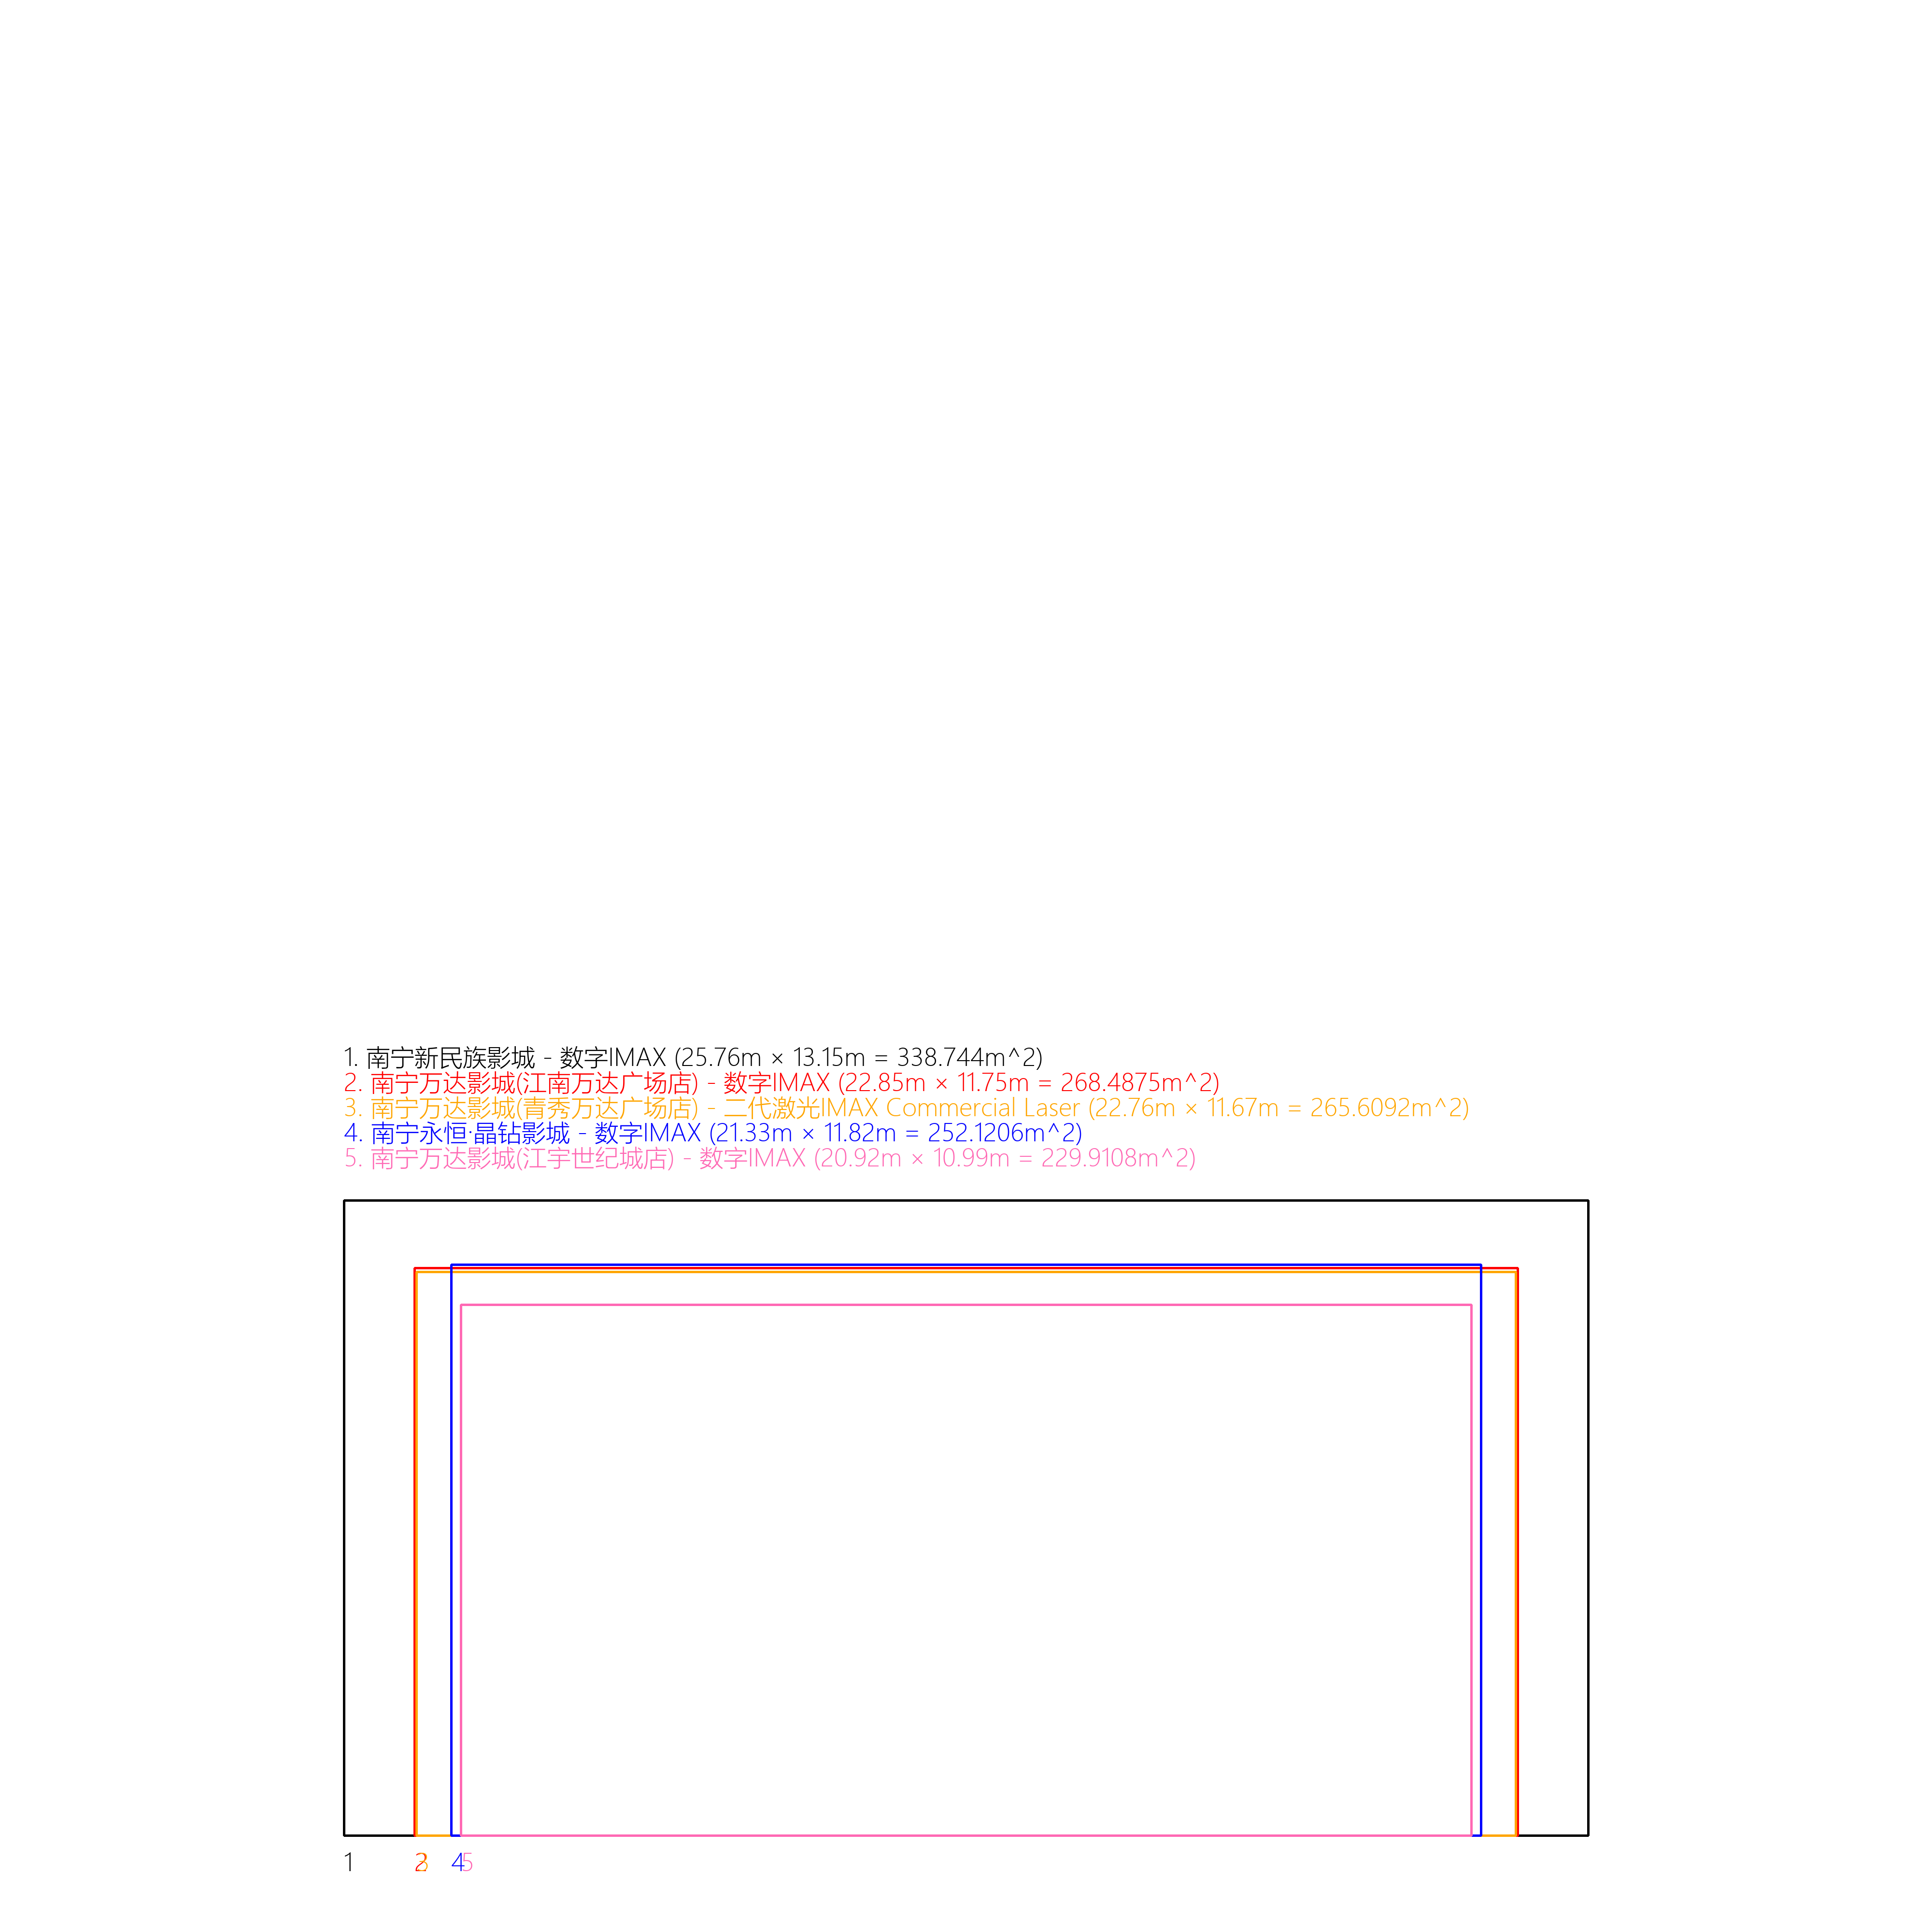 1. 南宁新民族影城 - 数字IMAX (25.76m × 13.15m = 338.744m^2)
2. 南宁万达影城(江南万达广场店) - 数字IMAX (22.85m × 11.75m = 268.4875m^2)
3. 南宁万达影城(青秀万达广场店) - 二代激光IMAX Commercial Laser (22.76m × 11.67m = 265.6092m^2)
4. 南宁永恒·晶钻影城 - 数字IMAX (21.33m × 11.82m = 252.1206m^2)
5. 南宁万达影城(江宇世纪城店) - 数字IMAX (20.92m × 10.99m = 229.9108m^2)
1 2 3 4 5